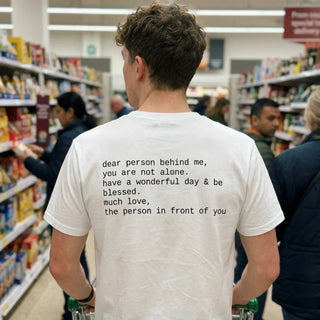 dear person behind me,
you are not alone.
have a wonderful day & be
blessed.
much love,
the person in front of you